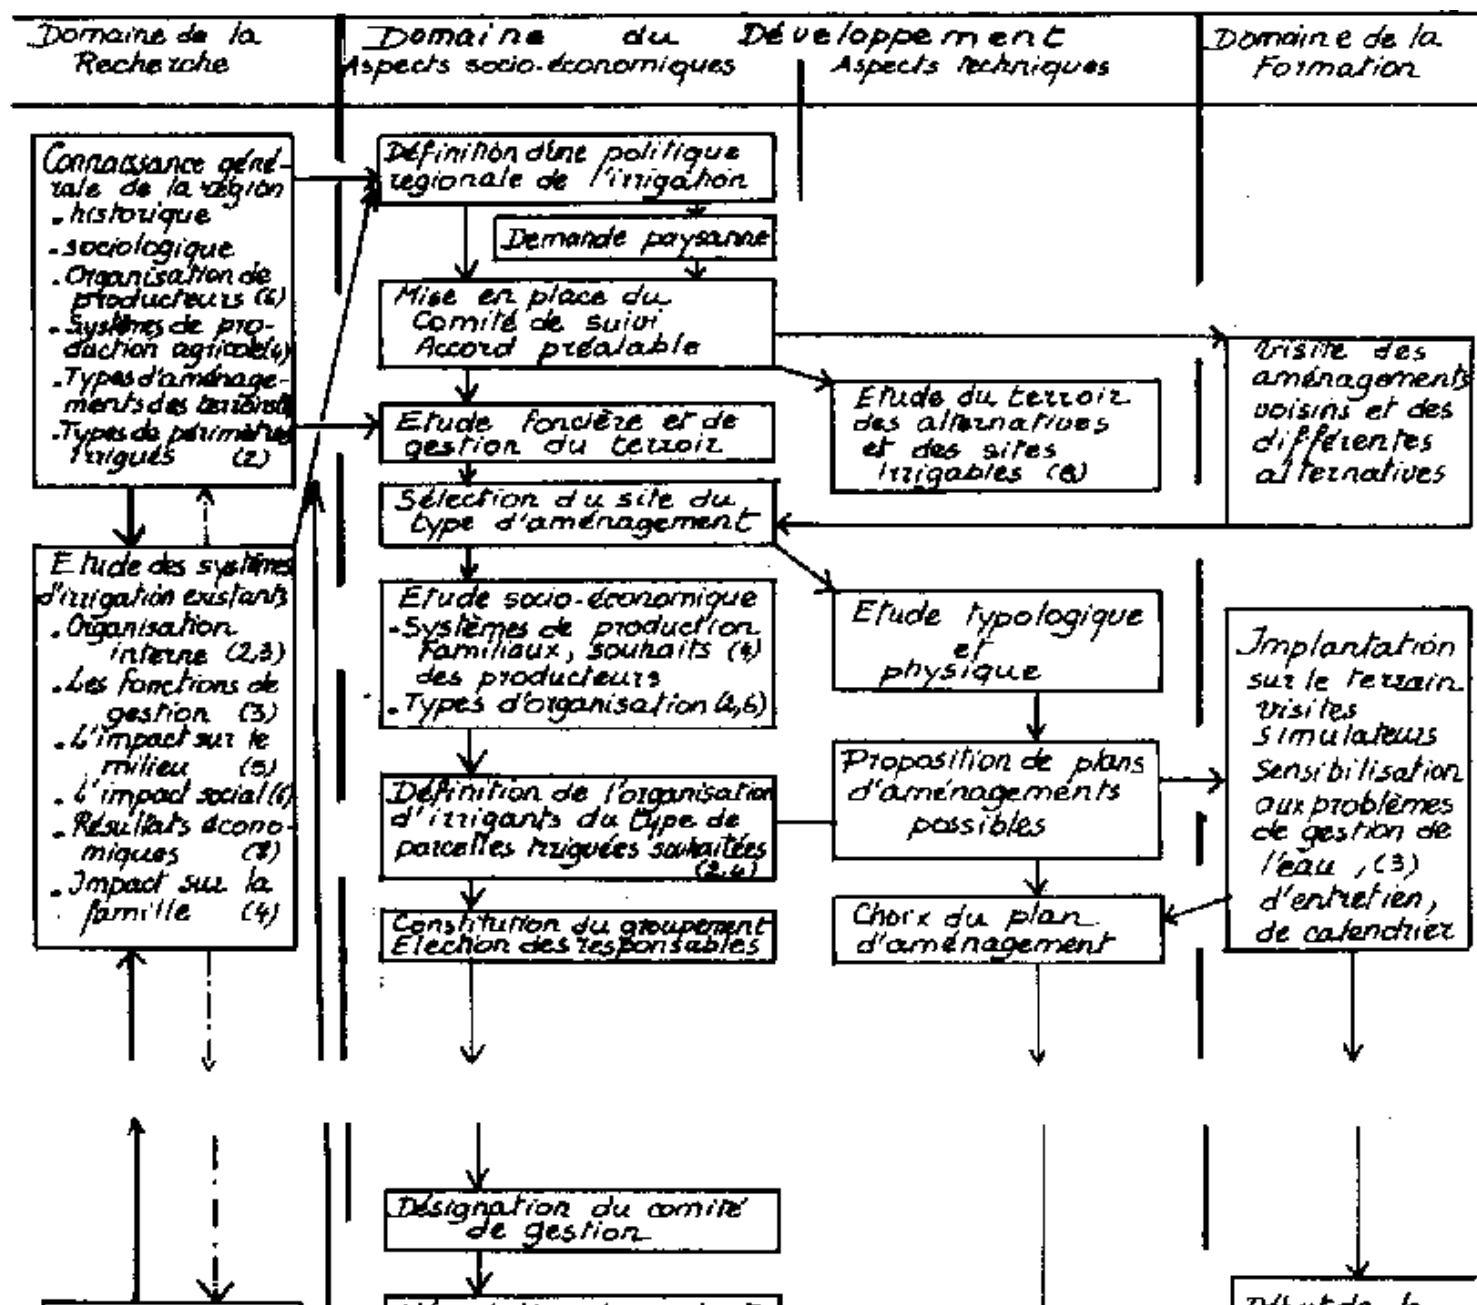 Domaine de la
Recherche
Domaine du Développement
Aspects socio-économiques
Aspects techniques
Domaine de la
Formation
Connaissance géné-
rale de la région
. historique
. sociologique
. Organisation de
producteurs (6)
. Systèmes de pro-
duction agricole (4)
. Types d'aménage-
ments des
. Types de périmètres
irrigués (2)
Etude des systèmes
d'irrigation existants
. Organisation
interne (2,3)
. Les fonctions de
gestion (3)
. L'impact sur le
milieu (5)
. L'impact social
. Résultats écono-
miques
. Impact sur la
famille (4)
Définition d'une politique
regionale de l'irrigation
Demande paysanne
Mise en place du
Comité de suivi
Accord préalable
Etude foncière et de
gestion du terroir
Sélection du site du
type d'aménagement
Etude socio-économique
. Systèmes de production
Familiaux, souhaits (4)
des producteurs
. Types d'organisation (2,6)
Définition de l'organisation
d'irrigants du type de
parcelles irriguées souhaitées
(2,4)
Constitution du groupement
Election des responsables
Désignation du comité
de gestion
Etude du terroir
des alternatives
et des sites
Irrigables
Etude typologique
et
physique
Proposition de plans
d'aménagements
possibles
Choix du plan
d'aménagement
Visite des
aménagements
voisins et des
différentes
alternatives
Implantation
sur le terrain
visites
simulateurs
Sensibilisation
aux problèmes
de gestion de
l'eau, (3)
d'entretien,
de calendrier